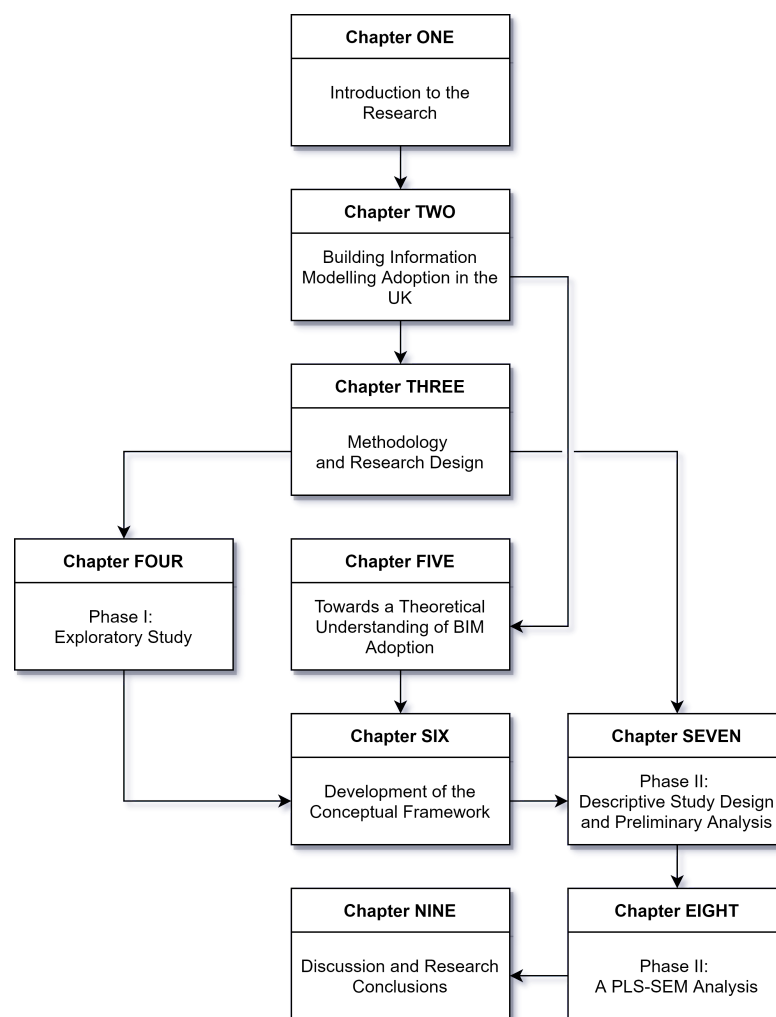 Chapter ONE
Introduction to the
Research
Chapter TWO
Building Information
Modelling Adoption in the
UK
Chapter THREE
Methodology
and Research Design
Chapter FOUR
Phase I:
Exploratory Study
Chapter FIVE
Towards a Theoretical
Understanding of BIM
Adoption
Chapter SIX
Development of the
Conceptual Framework
Chapter SEVEN
Phase II:
Descriptive Study Design
and Preliminary Analysis
Chapter EIGHT
Phase II:
A PLS-SEM Analysis
Chapter NINE
Discussion and Research
Conclusions